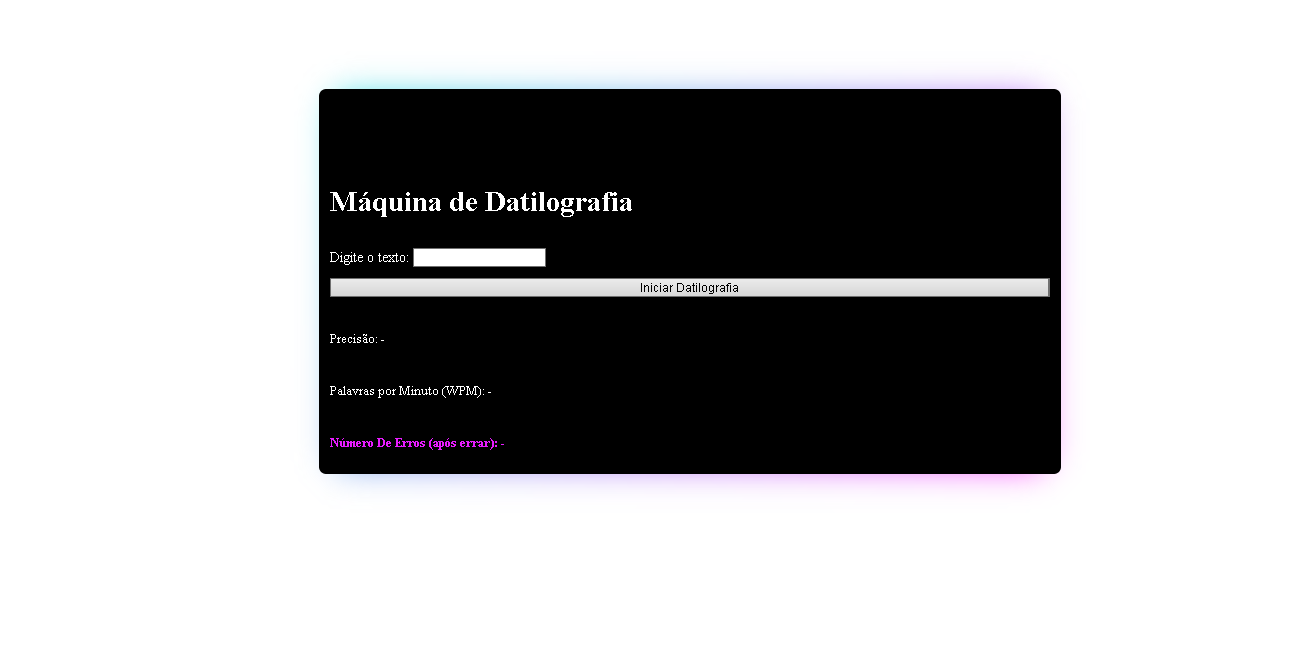 Máquina de Datilografia
Digite o texto:
Iniciar Datilografia
Precisão: -
Palavras por Minuto (WPM): -
Número De Erros (após errar): -